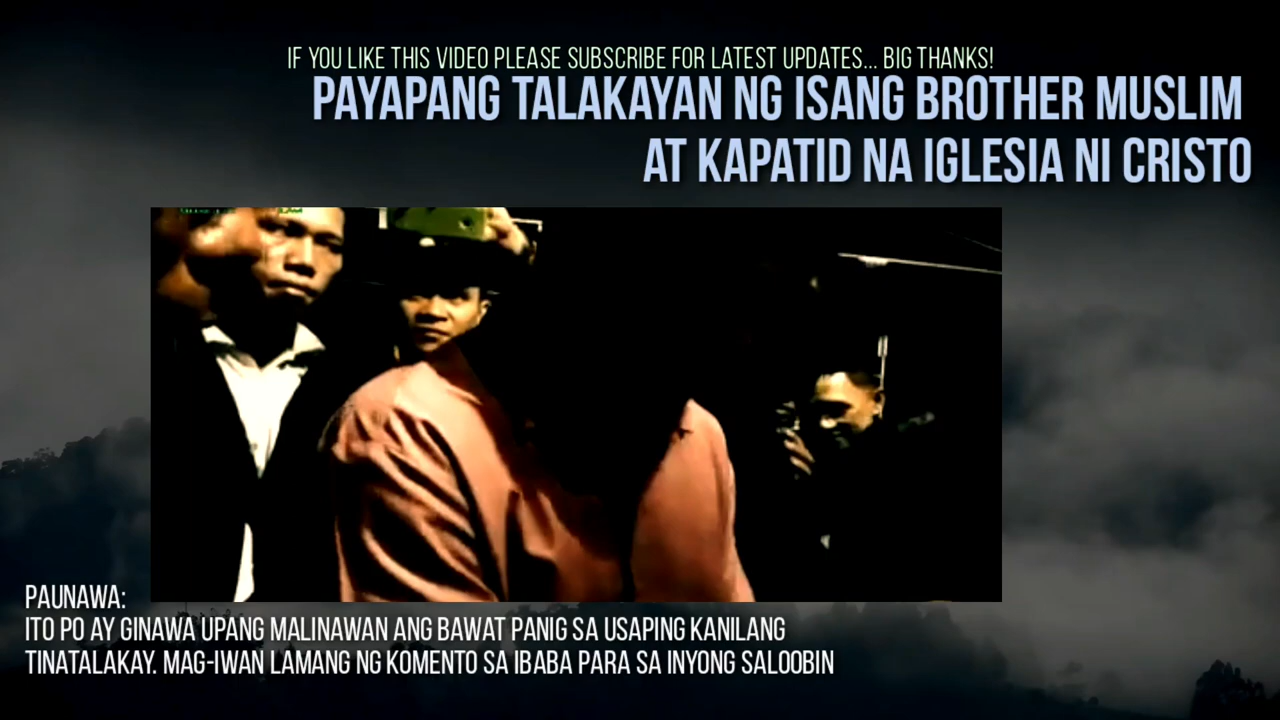 IF YOU LIKE THIS VIDEO PLEASE SUBSCRIBE FOR LATEST UPDATES... BIG THANKS!
PAYAPANG TALAKAYAN NG ISANG BROTHER MUSLIM
AT KAPATID NA IGLESIA NI CRISTO
PAUNAWA:
ITO PO AY GINAWA UPANG MALINAWAN ANG BAWAT PANIG SA USAPING KANILANG
TINATALAKAY. MAG-IWAN LAMANG NG KOMENTO SA IBABA PARA SA INYONG SALOOBIN